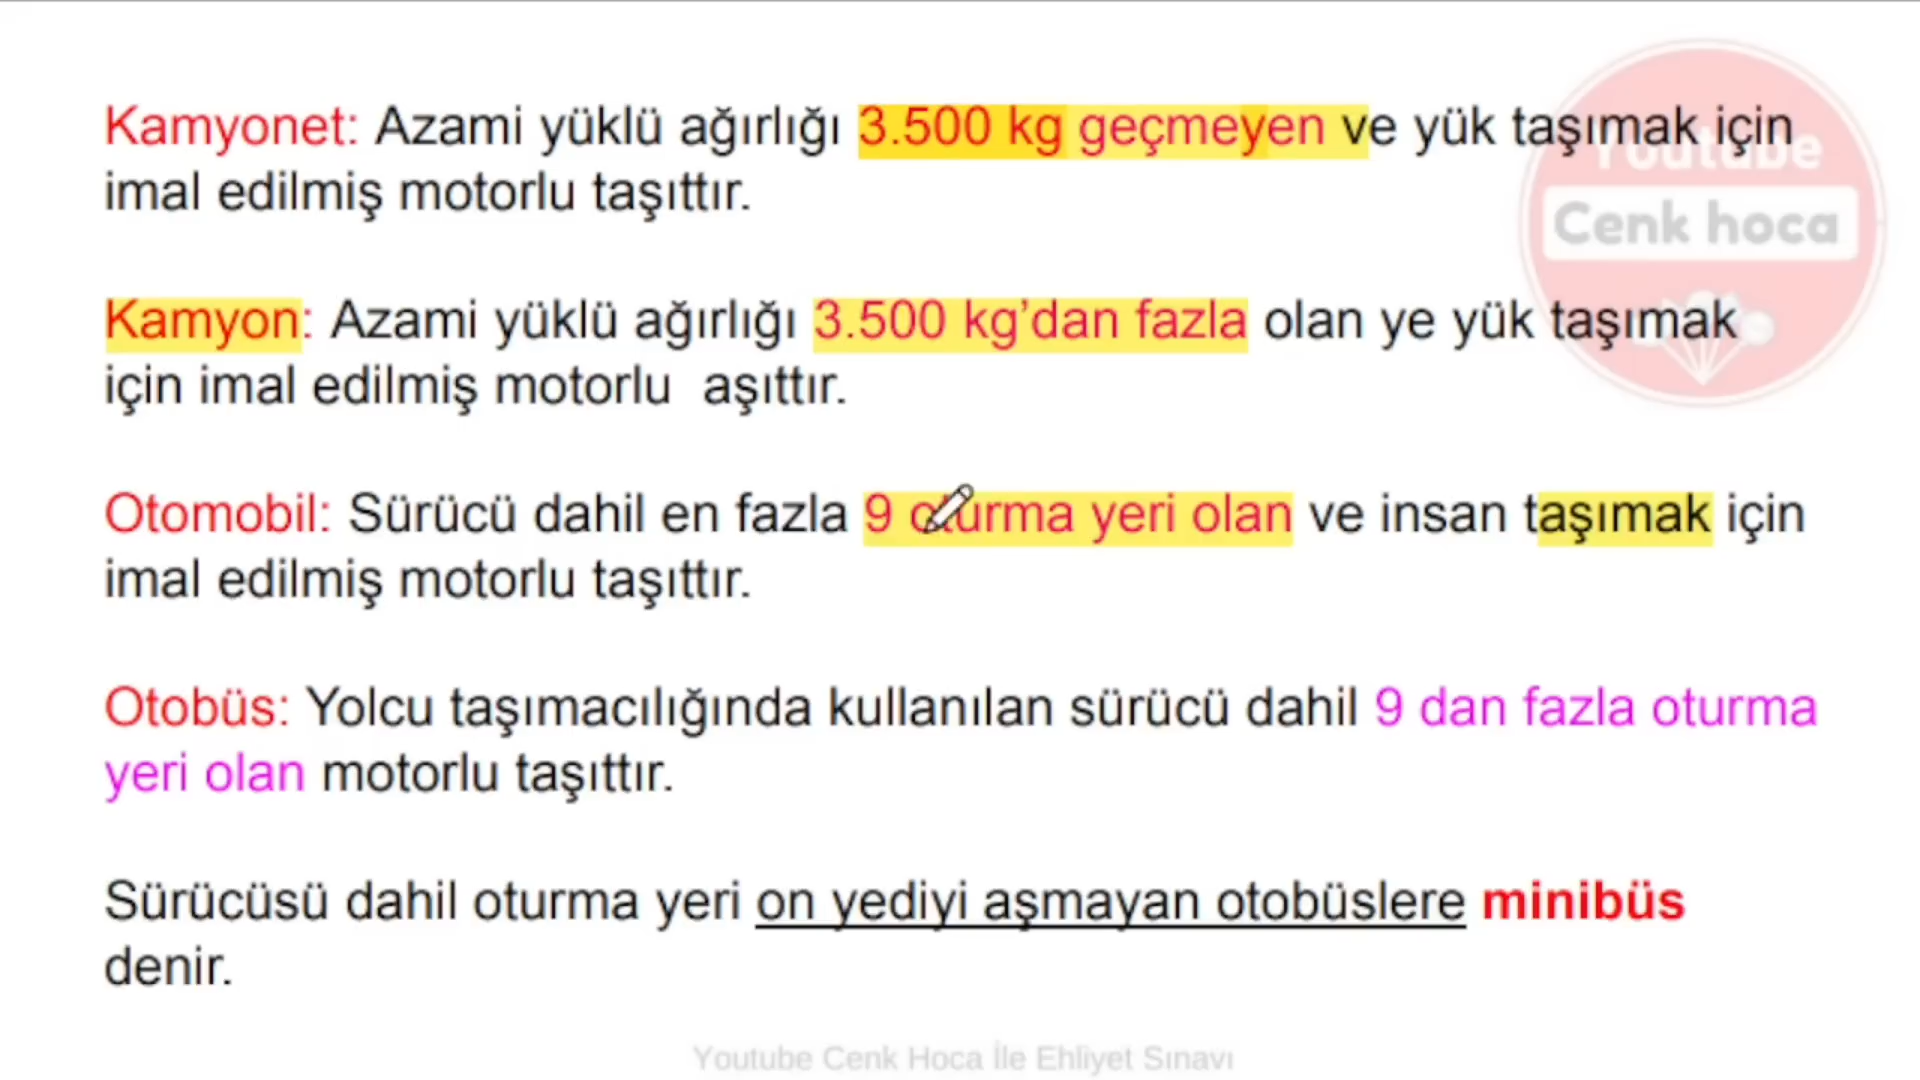 Kamyonet: Azami yüklü ağırlığı 3.500 kg geçmeyen ve yük taşımak için
imal edilmiş motorlu taşıttır.
Youtube
Cenk hoca
Kamyon: Azami yüklü ağırlığı 3.500 kg'dan fazla olan ye yük taşımak
için imal edilmiş motorlu  aşıttır.
Otomobil: Sürücü dahil en fazla 9 oturma yeri olan ve insan taşımak için
imal edilmiş motorlu taşıttır.
Otobüs: Yolcu taşımacılığında kullanılan sürücü dahil 9 dan fazla oturma
yeri olan motorlu taşıttır.
Sürücüsü dahil oturma yeri on yediyi aşmayan otobüslere minibüs
denir.
Youtube Cenk Hoca İle Ehliyet Sınavı